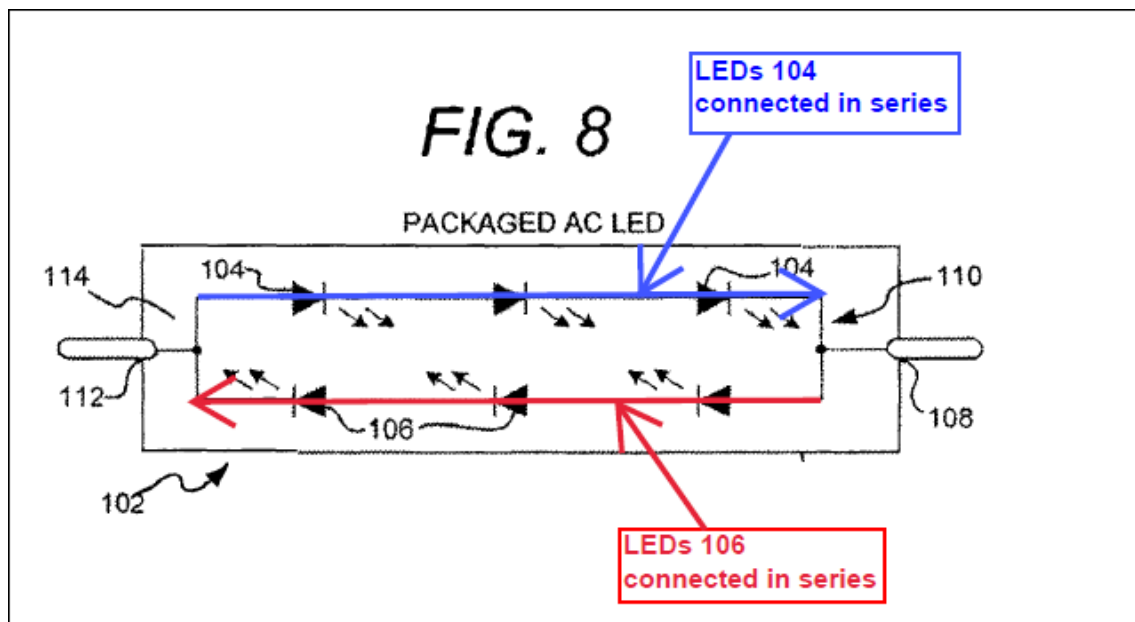 LEDs 104
connected in series
FIG. 8
PACKAGED AC LED
114
104
104
110
112
106
108
102
LEDs 106
connected in series